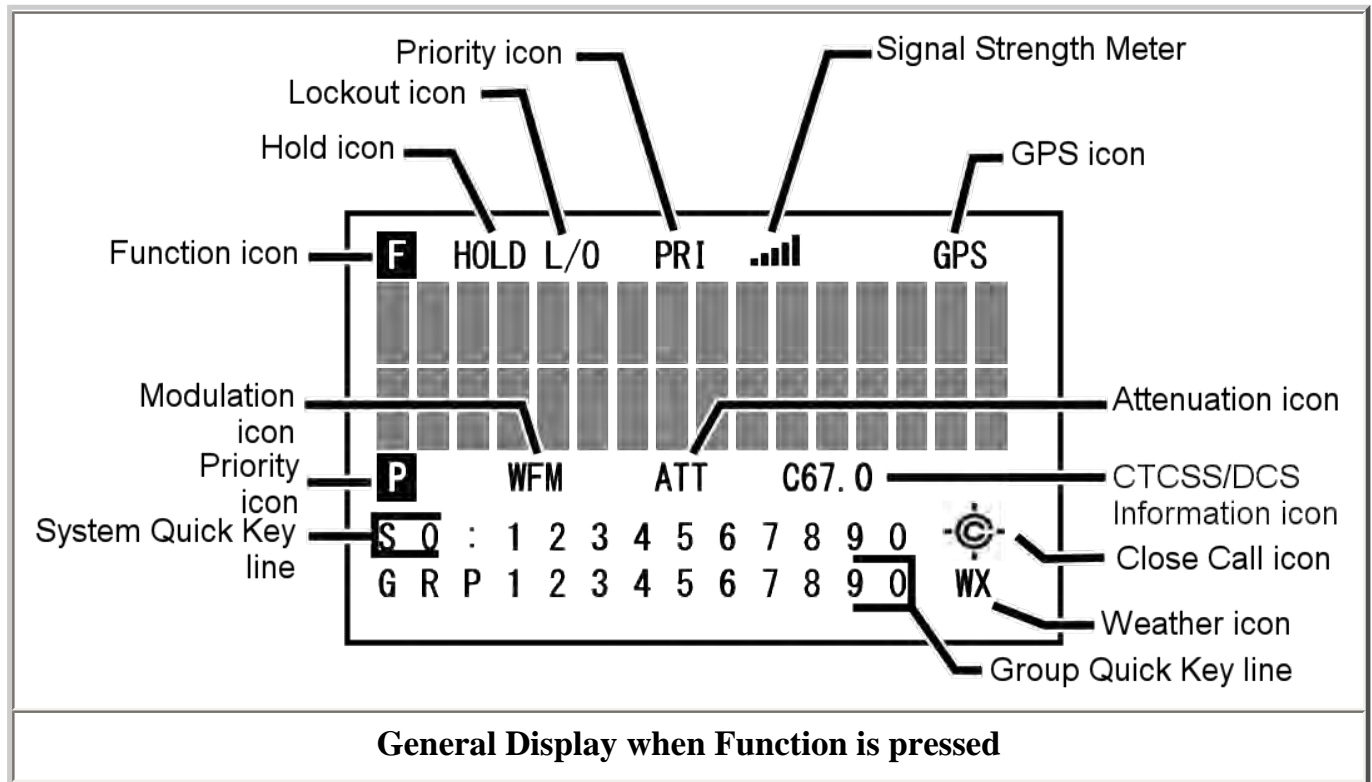 Priority icon
Signal Strength Meter
Lockout icon
Hold icon
GPS icon
Function icon
F HOLD L/O PRI GPS
Modulation
icon
Attenuation icon
Priority
icon
P WFM ATT C67.0
CTCSS/DCS
Information icon
System Quick Key
line
S 0 : 1 2 3 4 5 6 7 8 9 0 C
Close Call icon
G R P 1 2 3 4 5 6 7 8 9 0 WX
Weather icon
Group Quick Key line
General Display when Function is pressed